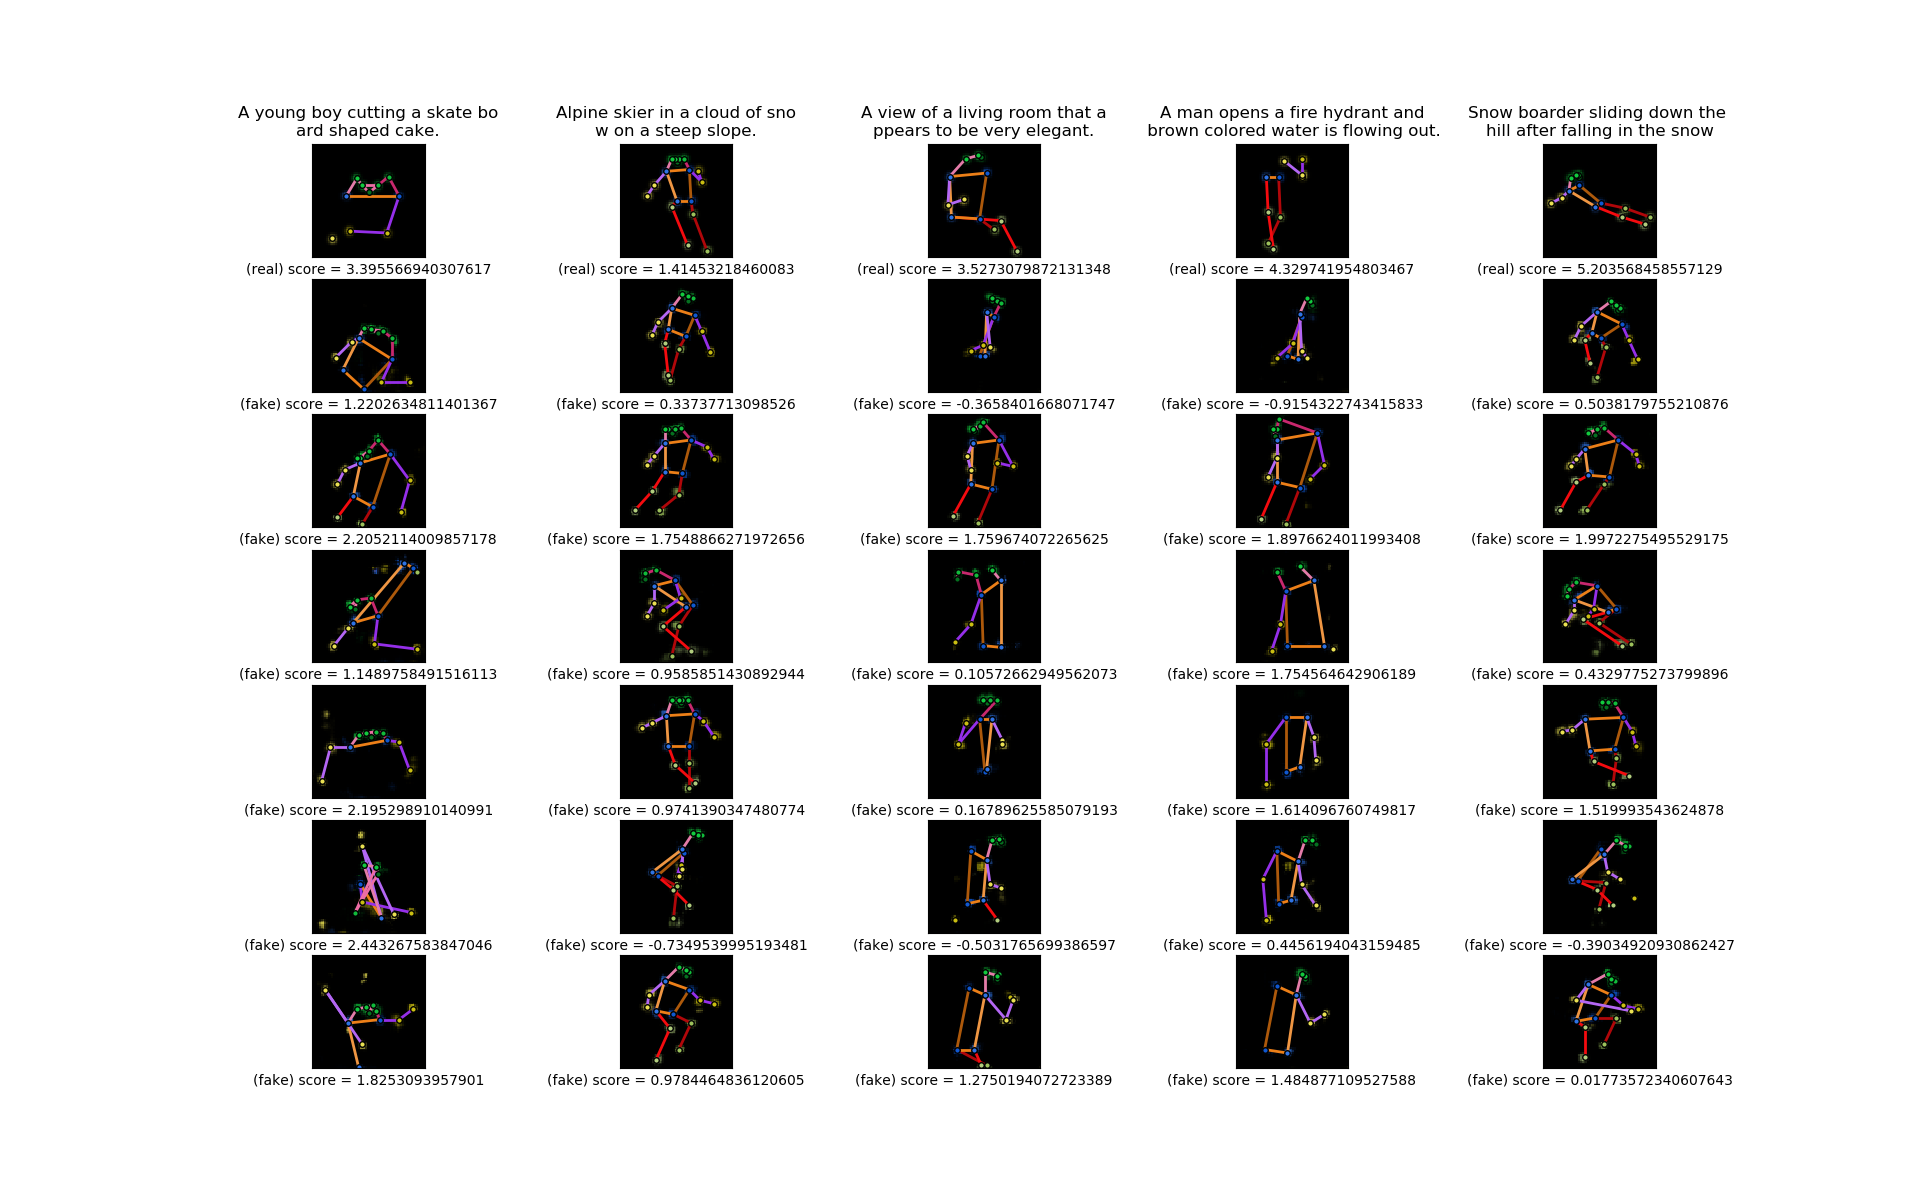 A young boy cutting a skate bo
ard shaped cake.
Alpine skier in a cloud of sno
w on a steep slope.
A view of a living room that a
ppears to be very elegant.
A man opens a fire hydrant and
brown colored water is flowing out.
Snow boarder sliding down the
hill after falling in the snow
(real) score = 3.395566940307617
(real) score = 1.41453218460083
(real) score = 3.5273079872131348
(real) score = 4.329741954803467
(real) score = 5.203568458557129
(fake) score = 1.2202634811401367
(fake) score = 0.33737713098526
(fake) score = -0.3658401668071747
(fake) score = -0.9154322743415833
(fake) score = 0.5038179755210876
(fake) score = 2.2052114009857178
(fake) score = 1.7548866271972656
(fake) score = 1.759674072265625
(fake) score = 1.8976624011993408
(fake) score = 1.9972275495529175
(fake) score = 1.1489758491516113
(fake) score = 0.9585851430892944
(fake) score = 0.10572662949562073
(fake) score = 1.754564642906189
(fake) score = 0.4329775273799896
(fake) score = 2.195298910140991
(fake) score = 0.9741390347480774
(fake) score = 0.16789625585079193
(fake) score = 1.614096760749817
(fake) score = 1.519993543624878
(fake) score = 2.443267583847046
(fake) score = -0.7349539995193481
(fake) score = -0.5031765699386597
(fake) score = 0.4456194043159485
(fake) score = -0.39034920930862427
(fake) score = 1.8253093957901
(fake) score = 0.9784464836120605
(fake) score = 1.2750194072723389
(fake) score = 1.484877109527588
(fake) score = 0.01773572340607643